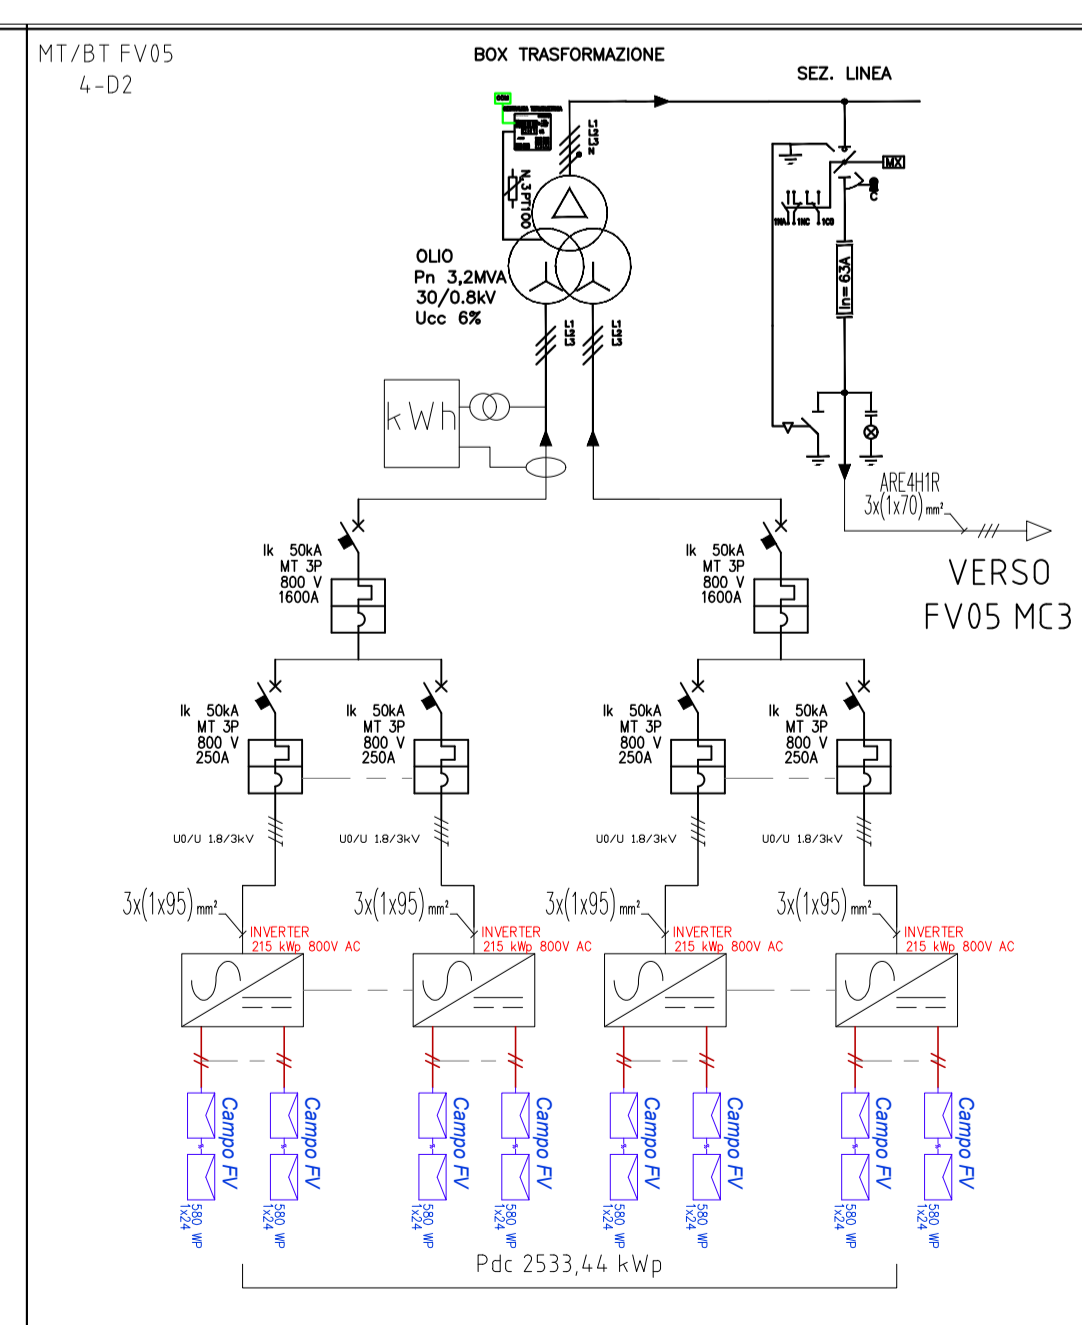 MT/BT FV05
4-D2
BOX TRASFORMAZIONE
SEZ. LINEA
N.3PT100
OLIO
Pn 3,2MVA
30/0.8kV
Ucc 6%
MX
C
1NA
1NC
1CO
In= 63A
kWh
ARE4H1R
3x(1x70) mm²
VERSO
FV05 MC3
Ik 50kA
MT 3P
800 V
1600A
Ik 50kA
MT 3P
800 V
1600A
Ik 50kA
MT 3P
800 V
250A
Ik 50kA
MT 3P
800 V
250A
Ik 50kA
MT 3P
800 V
250A
Ik 50kA
MT 3P
800 V
250A
U0/U 1.8/3kV
U0/U 1.8/3kV
U0/U 1.8/3kV
U0/U 1.8/3kV
3x(1x95) mm²
3x(1x95) mm²
3x(1x95) mm²
3x(1x95) mm²
INVERTER
215 kWp 800V AC
INVERTER
215 kWp 800V AC
INVERTER
215 kWp 800V AC
INVERTER
215 kWp 800V AC
Campo FV
Campo FV
Campo FV
Campo FV
Campo FV
Campo FV
Campo FV
Campo FV
580 WP
1x24
580 WP
1x24
580 WP
1x24
580 WP
1x24
580 WP
1x24
580 WP
1x24
580 WP
1x24
580 WP
1x24
Pdc 2533,44 kWp